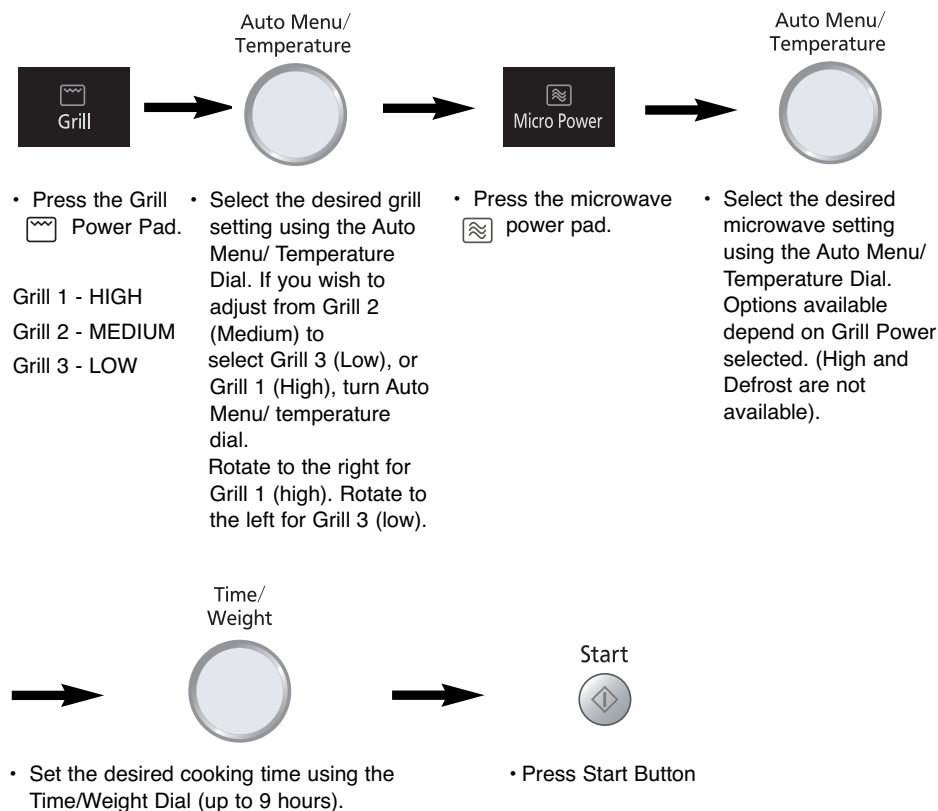 Auto Menu/
Temperature
Auto Menu/
Temperature
Grill
Micro Power
• Press the Grill
Power Pad.
Grill 1 - HIGH
Grill 2 - MEDIUM
Grill 3 - LOW
• Select the desired grill
setting using the Auto
Menu/ Temperature
Dial. If you wish to
adjust from Grill 2
(Medium) to
select Grill 3 (Low), or
Grill 1 (High), turn Auto
Menu/ temperature
dial.
Rotate to the right for
Grill 1 (high). Rotate to
the left for Grill 3 (low).
• Press the microwave
power pad.
• Select the desired
microwave setting
using the Auto Menu/
Temperature Dial.
Options available
depend on Grill Power
selected. (High and
Defrost are not
available).
Time/
Weight
Start
• Set the desired cooking time using the
Time/Weight Dial (up to 9 hours).
• Press Start Button